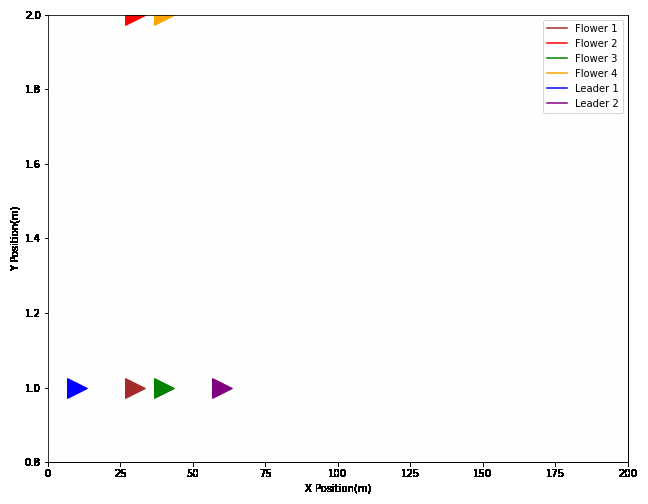 2.0
1.8
1.6
1.4
1.2
1.0
0.8
Y Position(m)
0 25 50 75 100 125 150 175 200
X Position(m)
Flower 1
Flower 2
Flower 3
Flower 4
Leader 1
Leader 2